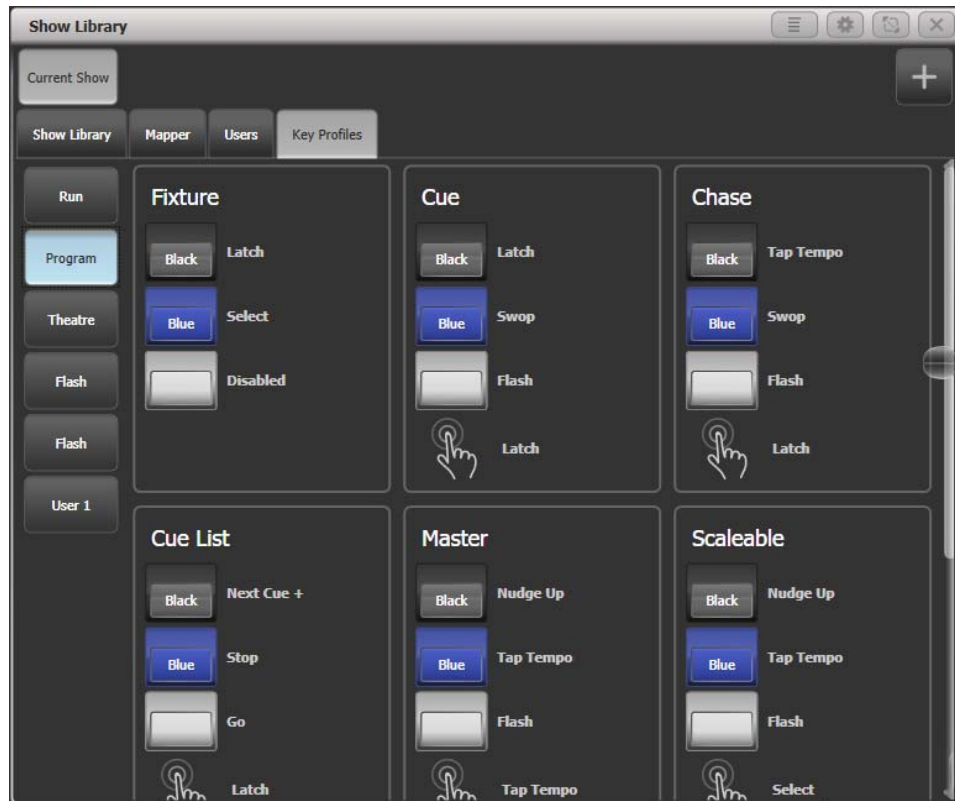 Show Library
Current Show
Show Library Mapper Users Key Profiles
Run
Program
Theatre
Flash
Flash
User 1
Fixture
Black Latch
Blue Select
Disabled
Cue
Black Latch
Blue Swop
Flash
Latch
Chase
Black Tap Tempo
Blue Swop
Flash
Latch
Cue List
Black Next Cue +
Blue Stop
Go
Latch
Master
Black Nudge Up
Blue Tap Tempo
Flash
Tap Tempo
Scaleable
Black Nudge Up
Blue Tap Tempo
Flash
Select